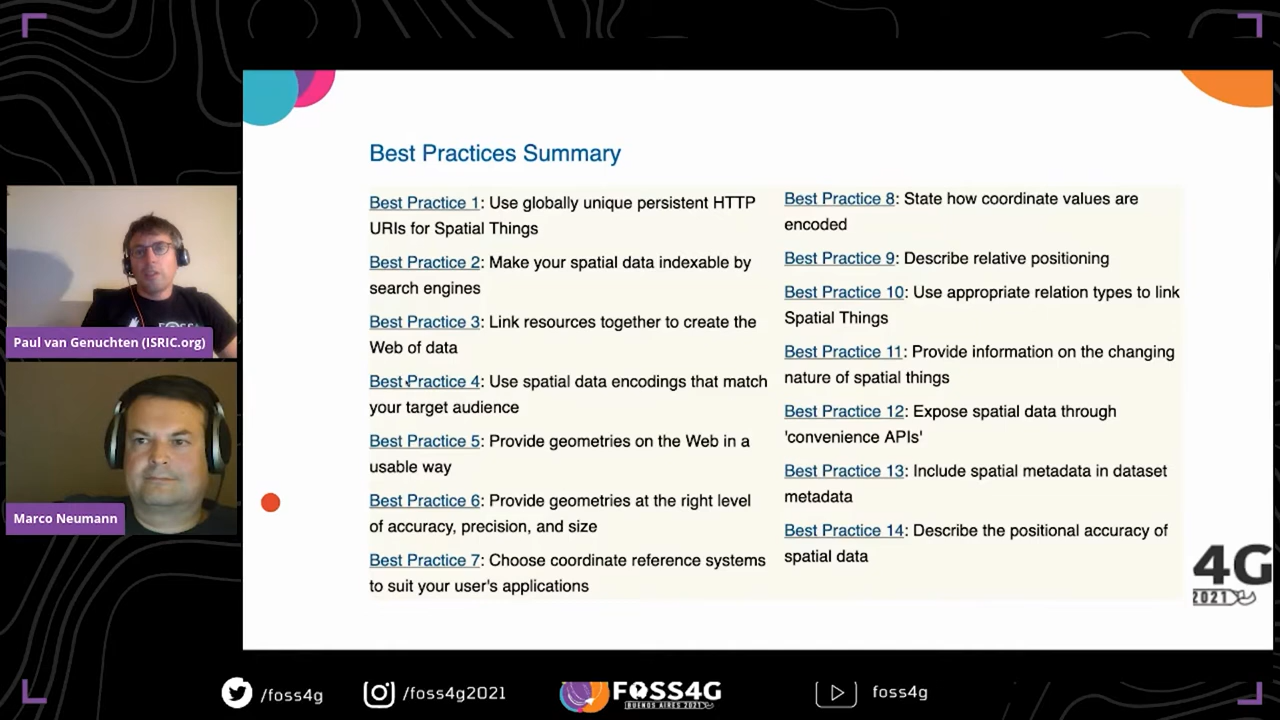 Best Practices Summary
Best Practice 1: Use globally unique persistent HTTP
URIs for Spatial Things
Best Practice 2: Make your spatial data indexable by
search engines
Best Practice 3: Link resources together to create the
Web of data
Best Practice 4: Use spatial data encodings that match
your target audience
Best Practice 5: Provide geometries on the Web in a
usable way
Best Practice 6: Provide geometries at the right level
of accuracy, precision, and size
Best Practice 7: Choose coordinate reference systems
to suit your user's applications
Best Practice 8: State how coordinate values are
encoded
Best Practice 9: Describe relative positioning
Best Practice 10: Use appropriate relation types to link
Spatial Things
Best Practice 11: Provide information on the changing
nature of spatial things
Best Practice 12: Expose spatial data through
'convenience APIs'
Best Practice 13: Include spatial metadata in dataset
metadata
Best Practice 14: Describe the positional accuracy of
spatial data
4G
2021
Paul van Genuchten (ISRIC.org)
Marco Neumann
/foss4g
/foss4g2021
FOSS4G
BUENOS AIRES 2021
foss4g